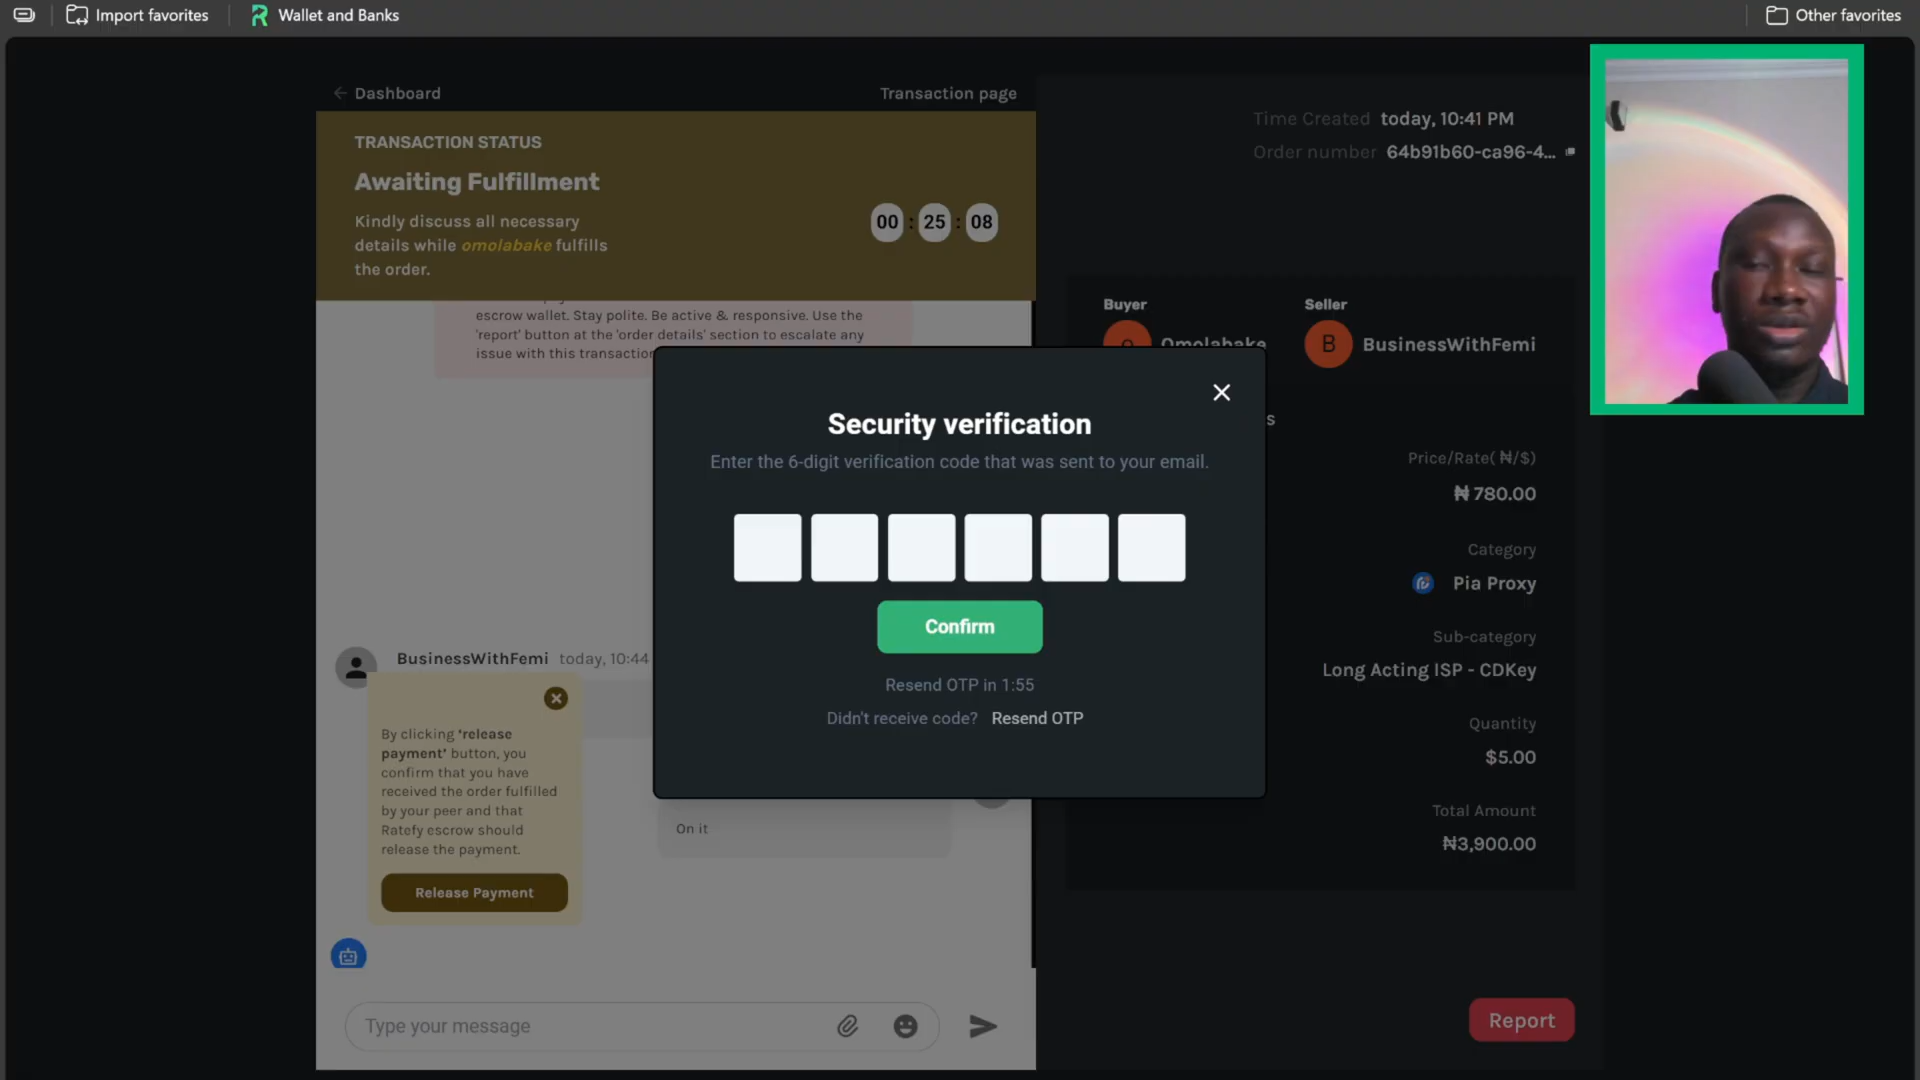 Import favorites
Wallet and Banks
Other favorites
Dashboard
Transaction page
TRANSACTION STATUS
Awaiting Fulfillment
Kindly discuss all necessary
details while omolabake fulfills
the order.
00 : 25 : 08
Time Created today, 10:41 PM
Order number 64b91b60-ca96-4...
escrow wallet. Stay polite. Be active & responsive. Use the
'report' button at the 'order details' section to escalate any
issue with this transaction
Buyer
Seller
Omolabake
B
BusinessWithFemi
s
Security verification
Enter the 6-digit verification code that was sent to your email.
Confirm
Resend OTP in 1:55
Didn't receive code? Resend OTP
Price/Rate( ₦/$)
₦ 780.00
Category
Pia Proxy
Sub-category
Long Acting ISP - CDKey
Quantity
$5.00
Total Amount
₦3,900.00
BusinessWithFemi today, 10:44
By clicking ‘release
payment’ button, you
confirm that you have
received the order fulfilled
by your peer and that
Ratefy escrow should
release the payment.
Release Payment
On it
Type your message
Report